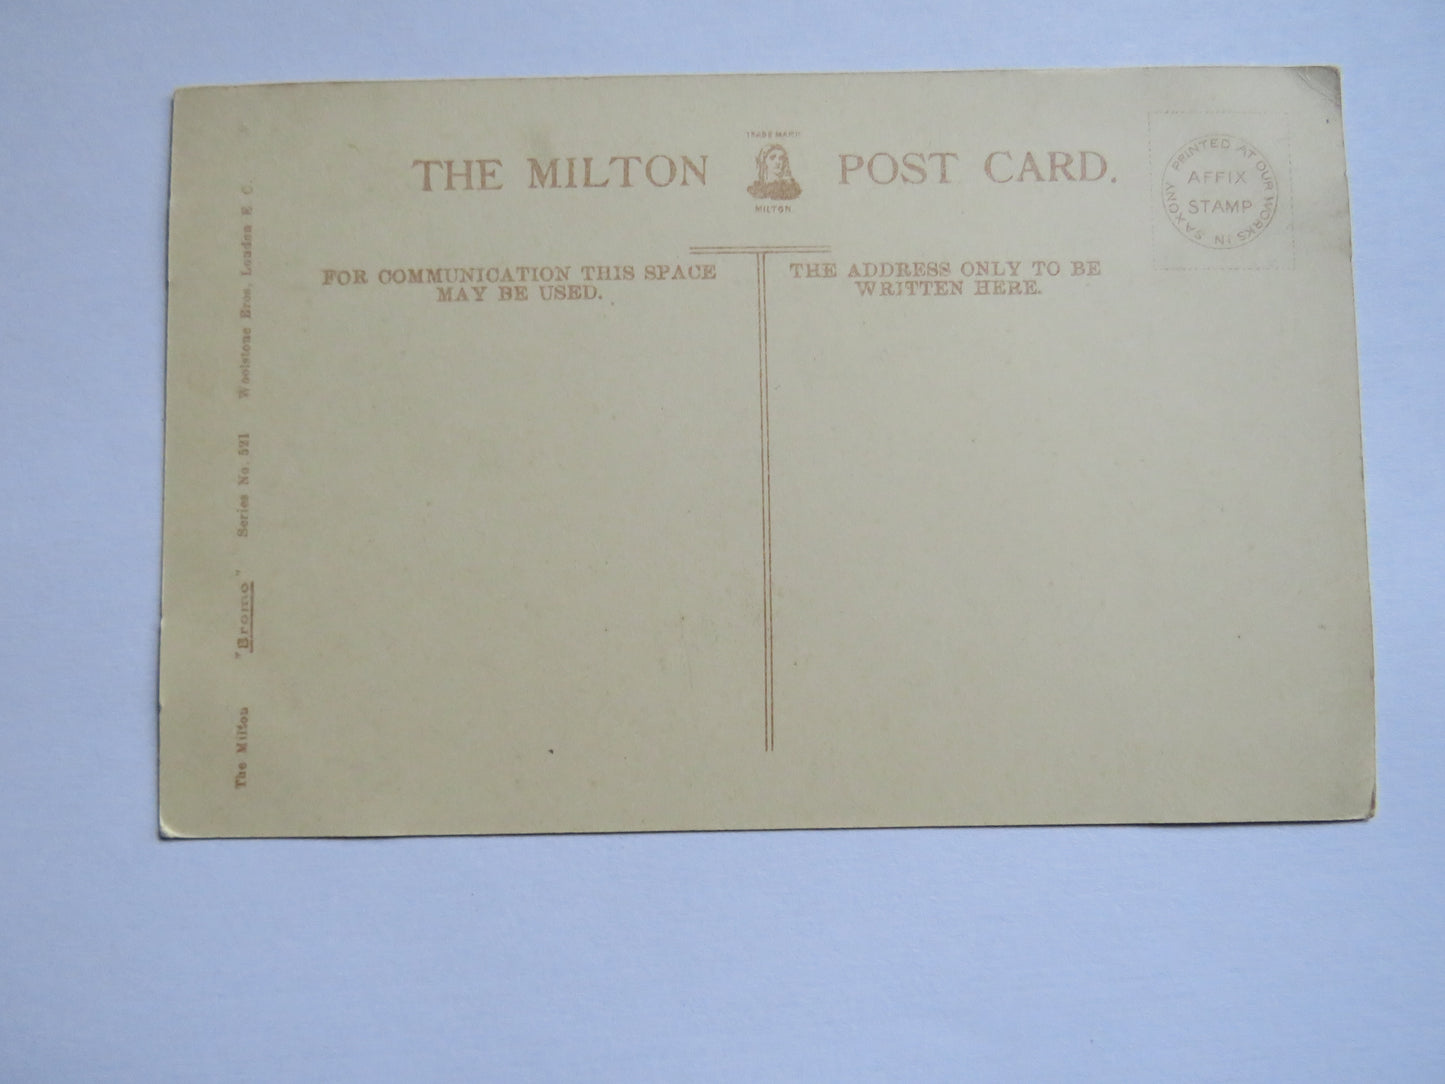 TRADE MARK
THE MILTON POST CARD.
MILTON.
PRINTED AT OUR WORKS IN SAXONY
AFFIX
STAMP
FOR COMMUNICATION THIS SPACE
MAY BE USED.
THE ADDRESS ONLY TO BE
WRITTEN HERE.
The Milton "Bromo" Series No. 521 Woolstone Bros., London E.C.